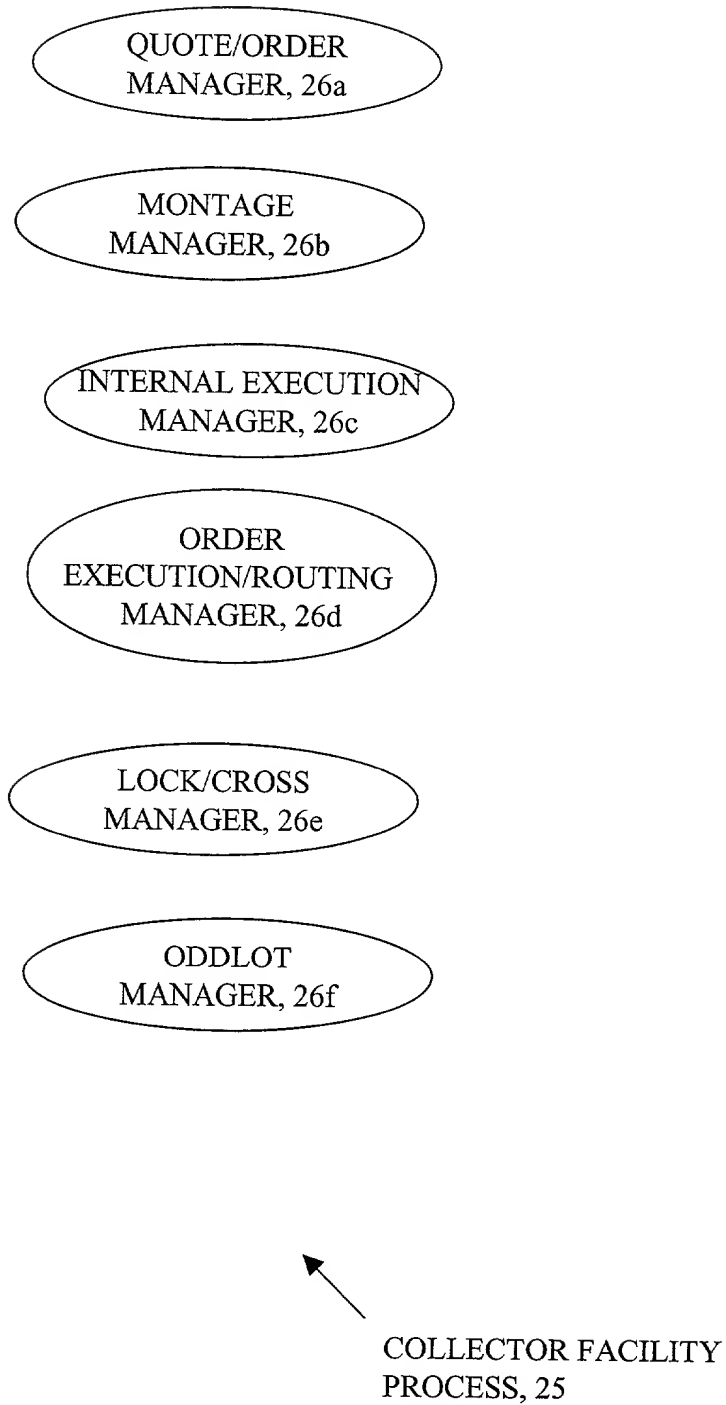 QUOTE/ORDER
MANAGER, 26a
MONTAGE
MANAGER, 26b
INTERNAL EXECUTION
MANAGER, 26c
ORDER
EXECUTION/ROUTING
MANAGER, 26d
LOCK/CROSS
MANAGER, 26e
ODDLOT
MANAGER, 26f
COLLECTOR FACILITY
PROCESS, 25